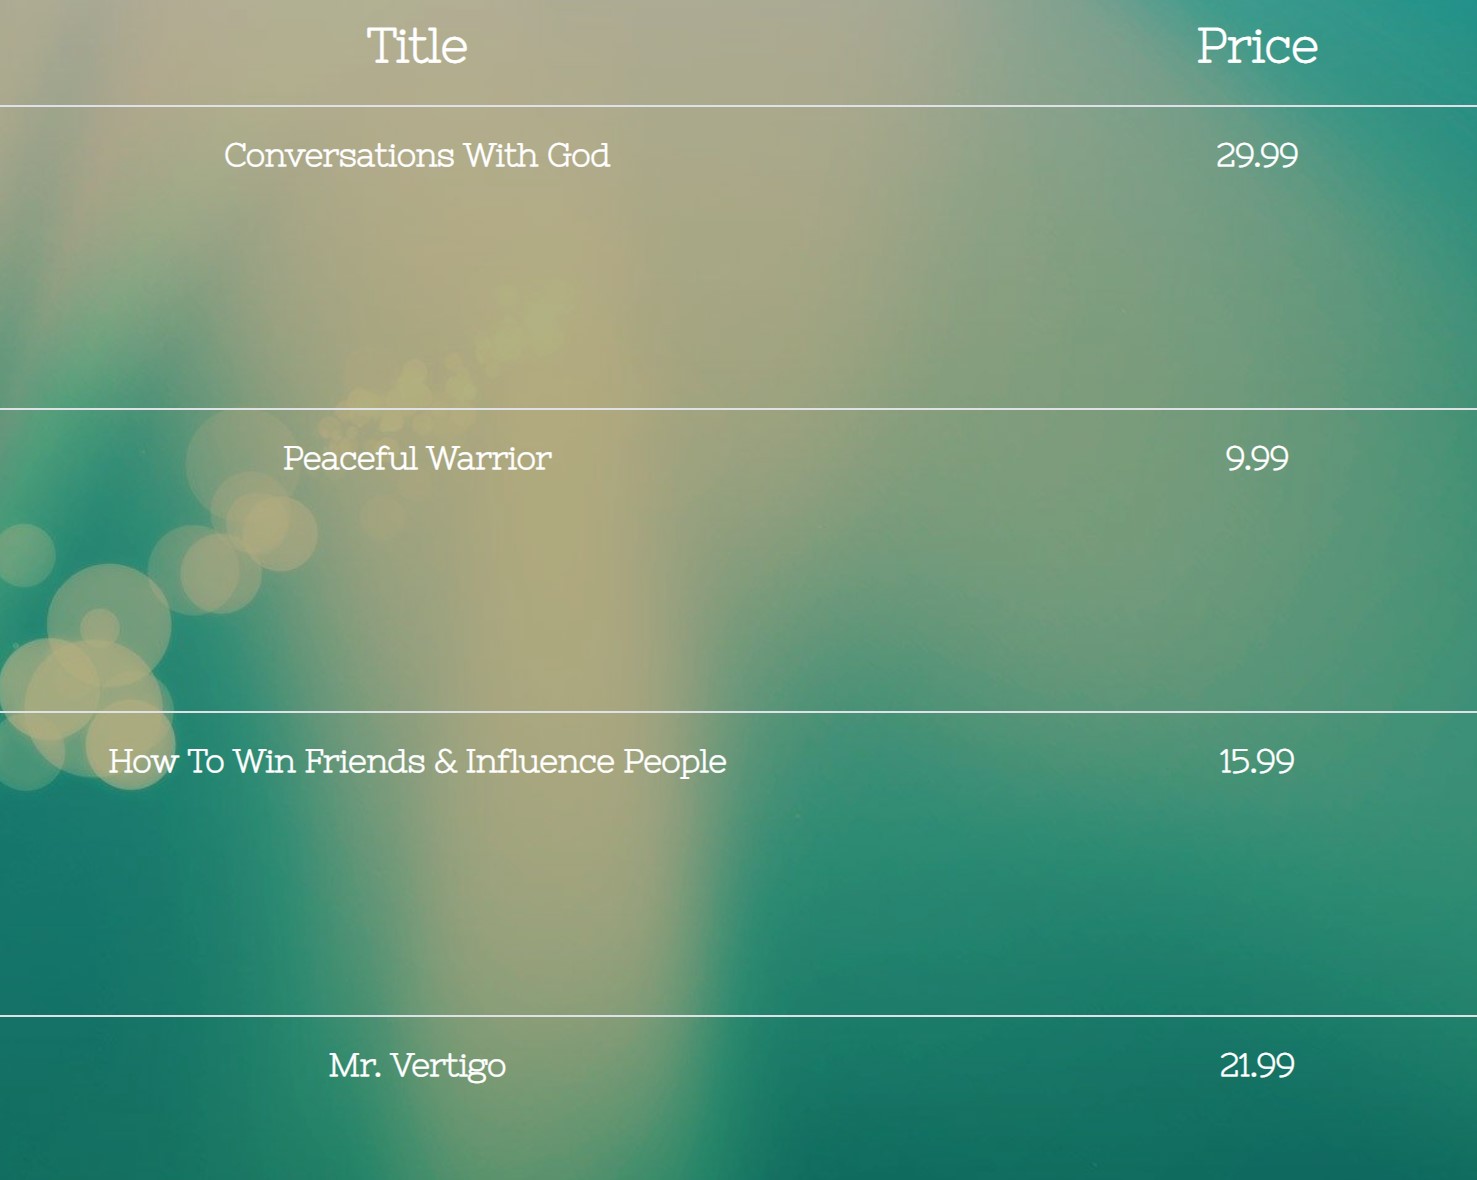 Title Price
Conversations With God 29.99
Peaceful Warrior 9.99
How To Win Friends & Influence People 15.99
Mr. Vertigo 21.99